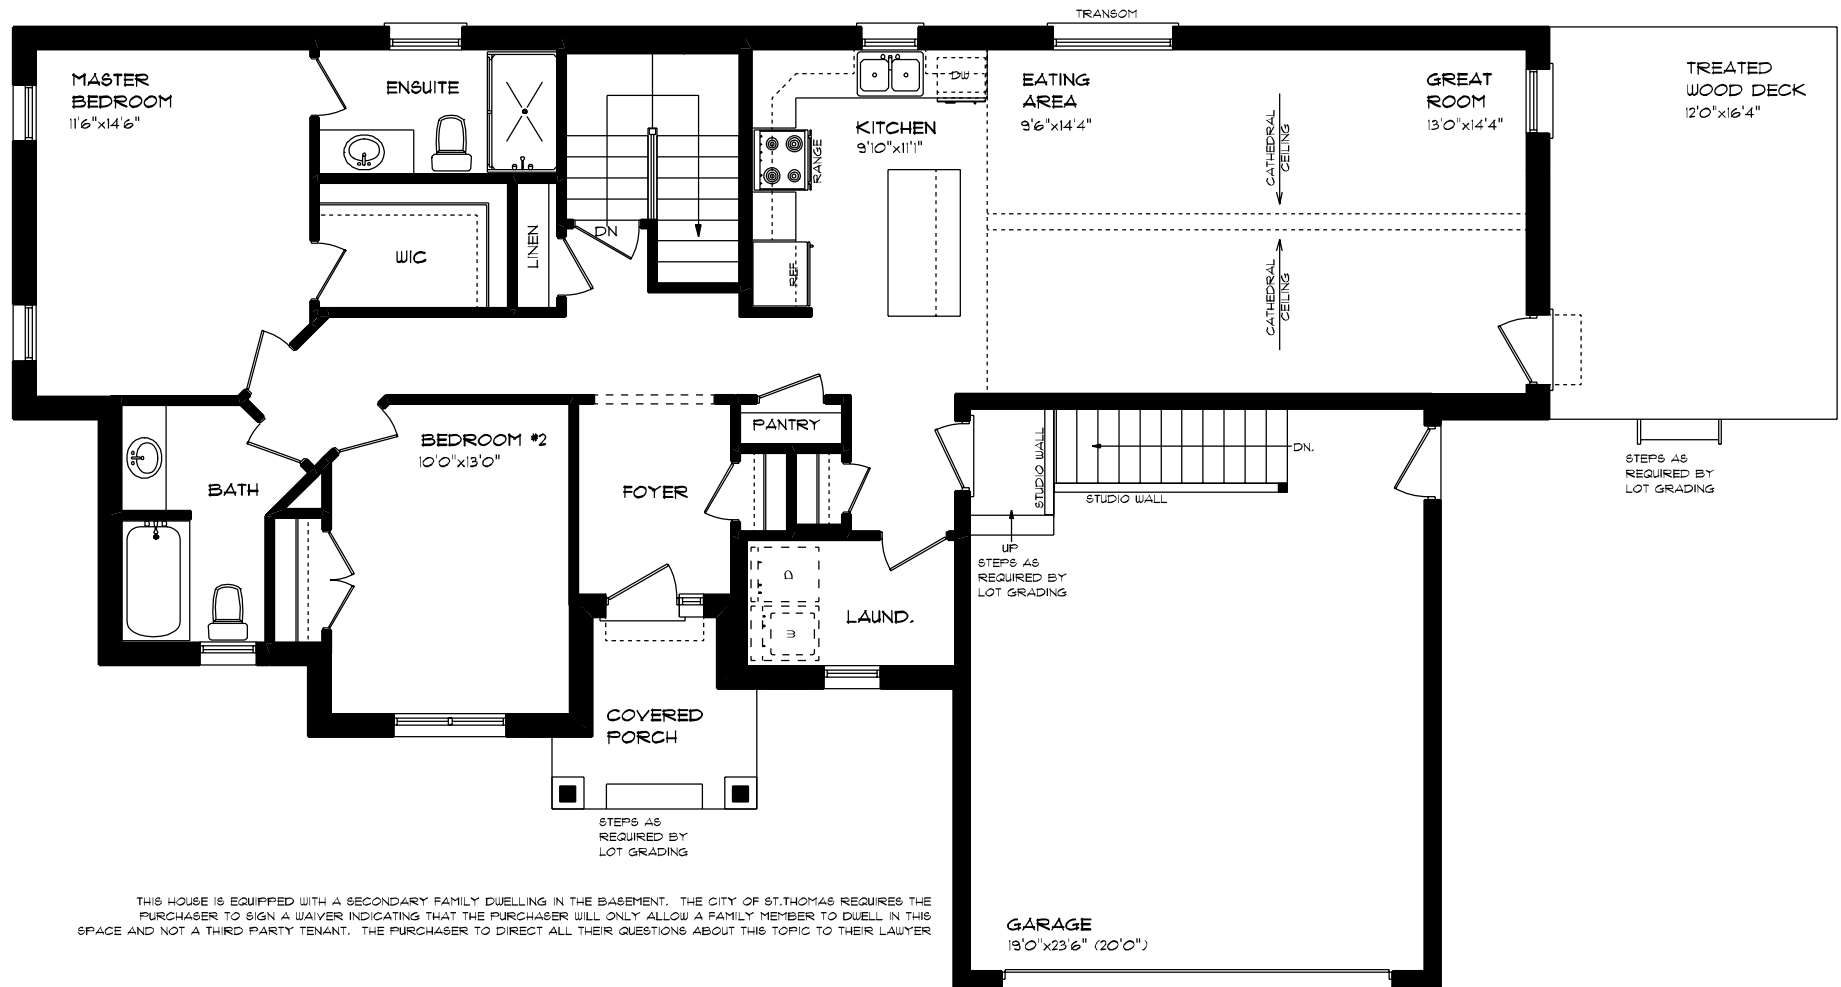 TRANSOM
MASTER
BEDROOM
11'6"x14'6"
ENSUITE
DW
EATING
AREA
9'6"x14'4"
GREAT
ROOM
13'0"x14'4"
TREATED
WOOD DECK
12'0"x16'4"
KITCHEN
9'10"x11'1"
RANGE
CATHEDRAL
CEILING
DN
LINEN
WIC
REF.
CATHEDRAL
CEILING
PANTRY
BEDROOM #2
10'0"x13'0"
STUDIO WALL
DN.
STEPS AS
REQUIRED BY
LOT GRADING
BATH
FOYER
STUDIO WALL
UP
STEPS AS
REQUIRED BY
LOT GRADING
D
W
LAUND.
COVERED
PORCH
STEPS AS
REQUIRED BY
LOT GRADING
THIS HOUSE IS EQUIPPED WITH A SECONDARY FAMILY DWELLING IN THE BASEMENT. THE CITY OF ST.THOMAS REQUIRES THE
PURCHASER TO SIGN A WAIVER INDICATING THAT THE PURCHASER WILL ONLY ALLOW A FAMILY MEMBER TO DWELL IN THIS
SPACE AND NOT A THIRD PARTY TENANT. THE PURCHASER TO DIRECT ALL THEIR QUESTIONS ABOUT THIS TOPIC TO THEIR LAWYER
GARAGE
19'0"x23'6" (20'0")